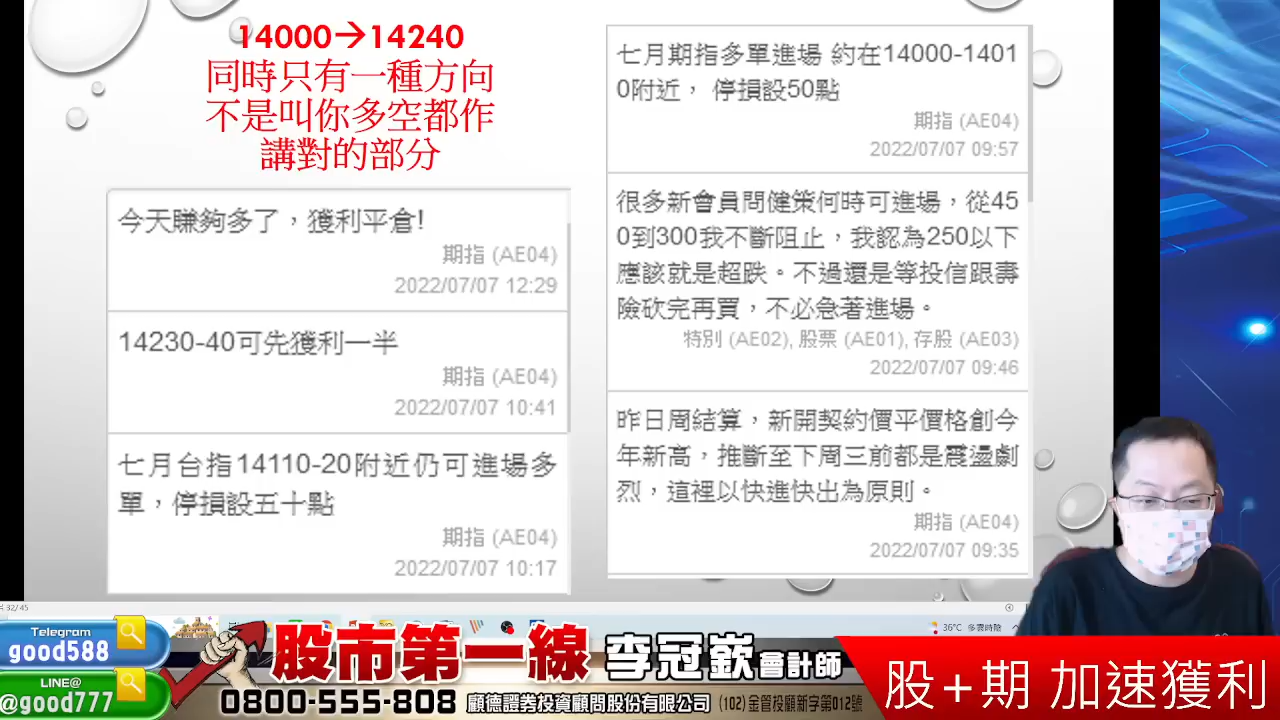 14000→14240
同時只有一種方向
不是叫你多空都作
講對的部分
今天賺夠多了，獲利平倉!
期指 (AE04)
2022/07/07 12:29
14230-40可先獲利一半
期指 (AE04)
2022/07/07 10:41
七月台指14110-20附近仍可進場多
單，停損設五十點
期指 (AE04)
2022/07/07 10:17
七月期指多單進場 約在14000-1401
0附近， 停損設50點
期指 (AE04)
2022/07/07 09:57
很多新會員問健策何時可進場，從45
0到300我不斷阻止，我認為250以下
應該就是超跌。不過還是等投信跟壽
險砍完再買，不必急著進場。
特別 (AE02), 股票 (AE01), 存股 (AE03)
2022/07/07 09:46
昨日周結算，新開契約價平價格創今
年新高，推斷至下周三前都是震盪劇
烈，這裡以快進快出為原則。
期指 (AE04)
2022/07/07 09:35
32/45
36°C 多雲時陰
Telegram
good588
LINE@
@good777
股市第一線 李冠嶔會計師
0800-555-808 顧德證券投資顧問股份有限公司 (102)金管投顧新字第012號
股+期 加速獲利